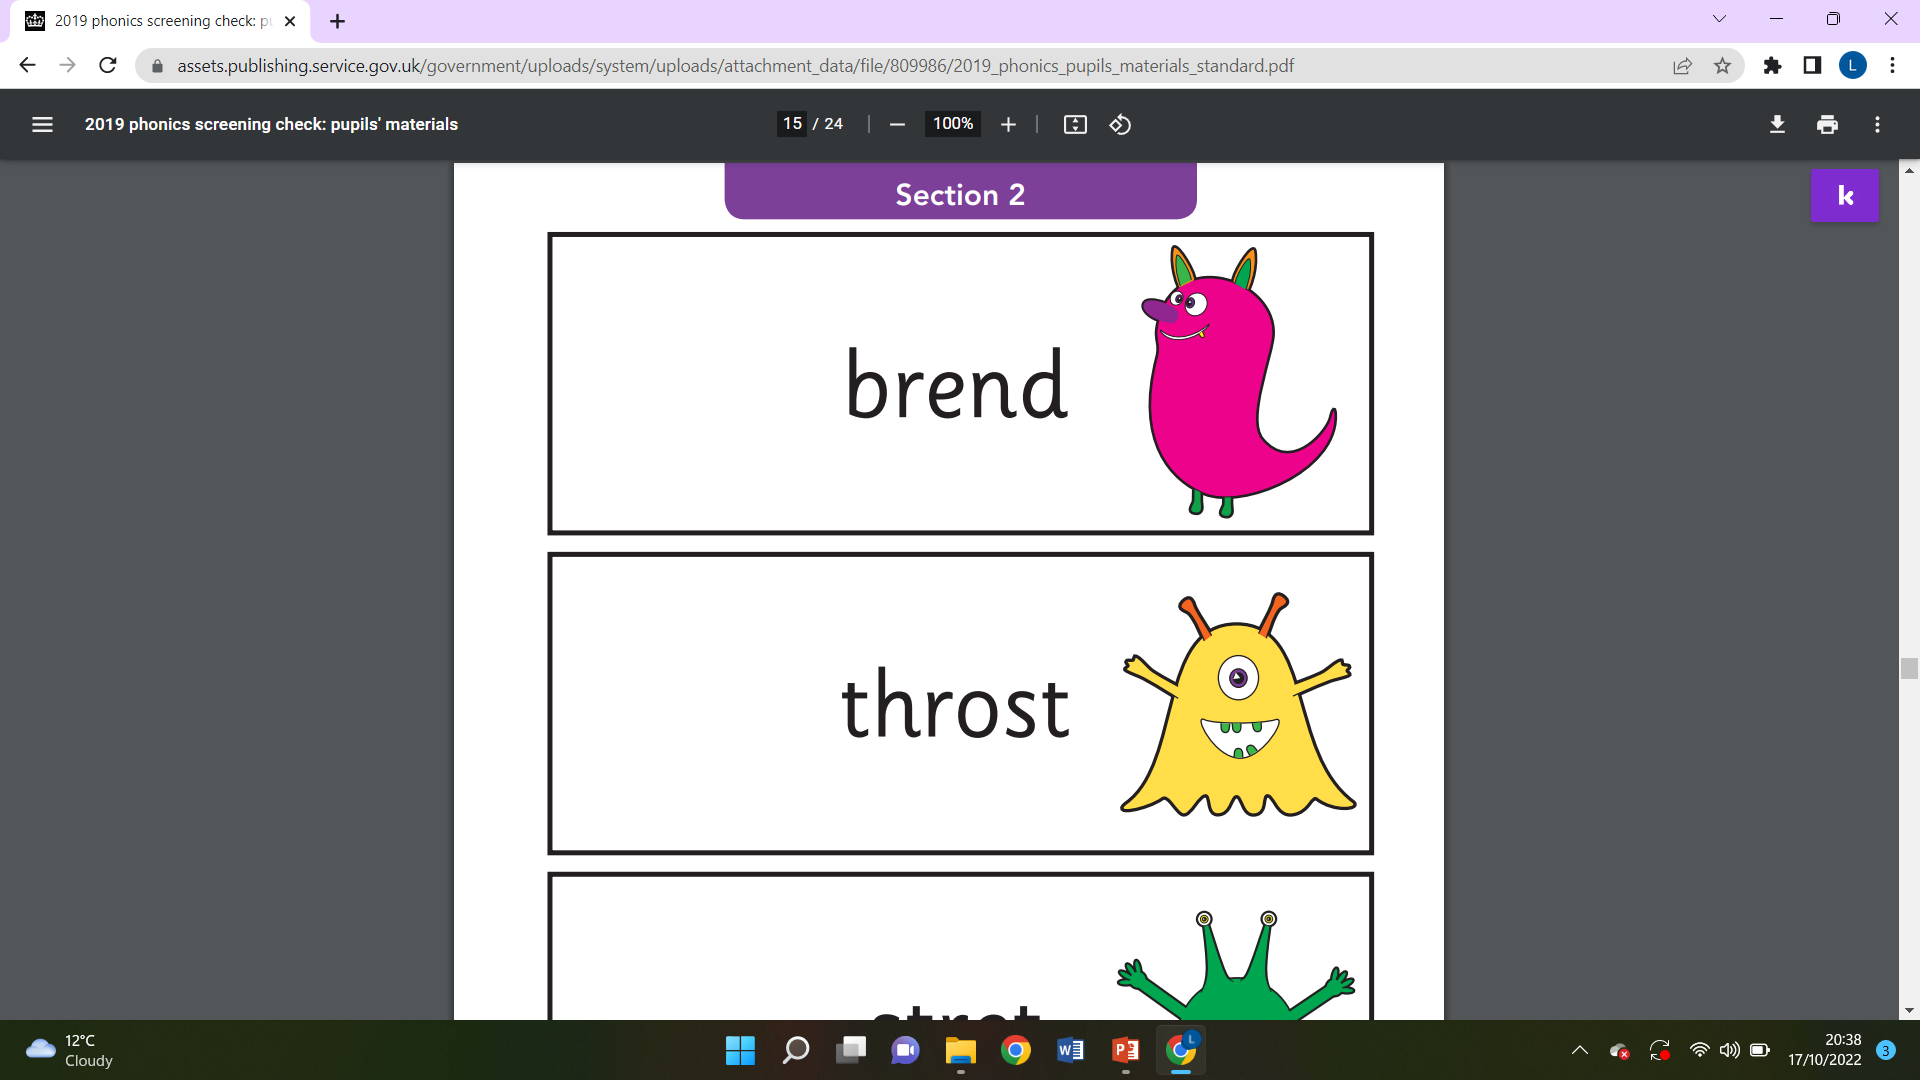 2019 phonics screening check: pu
assets.publishing.service.gov.uk/government/uploads/system/uploads/attachment_data/file/809986/2019_phonics_pupils_materials_standard.pdf
L
2019 phonics screening check: pupils' materials
15 / 24
100%
k
Section 2
brend
throst
12°C
Cloudy
W
P
L
20:38
17/10/2022
3